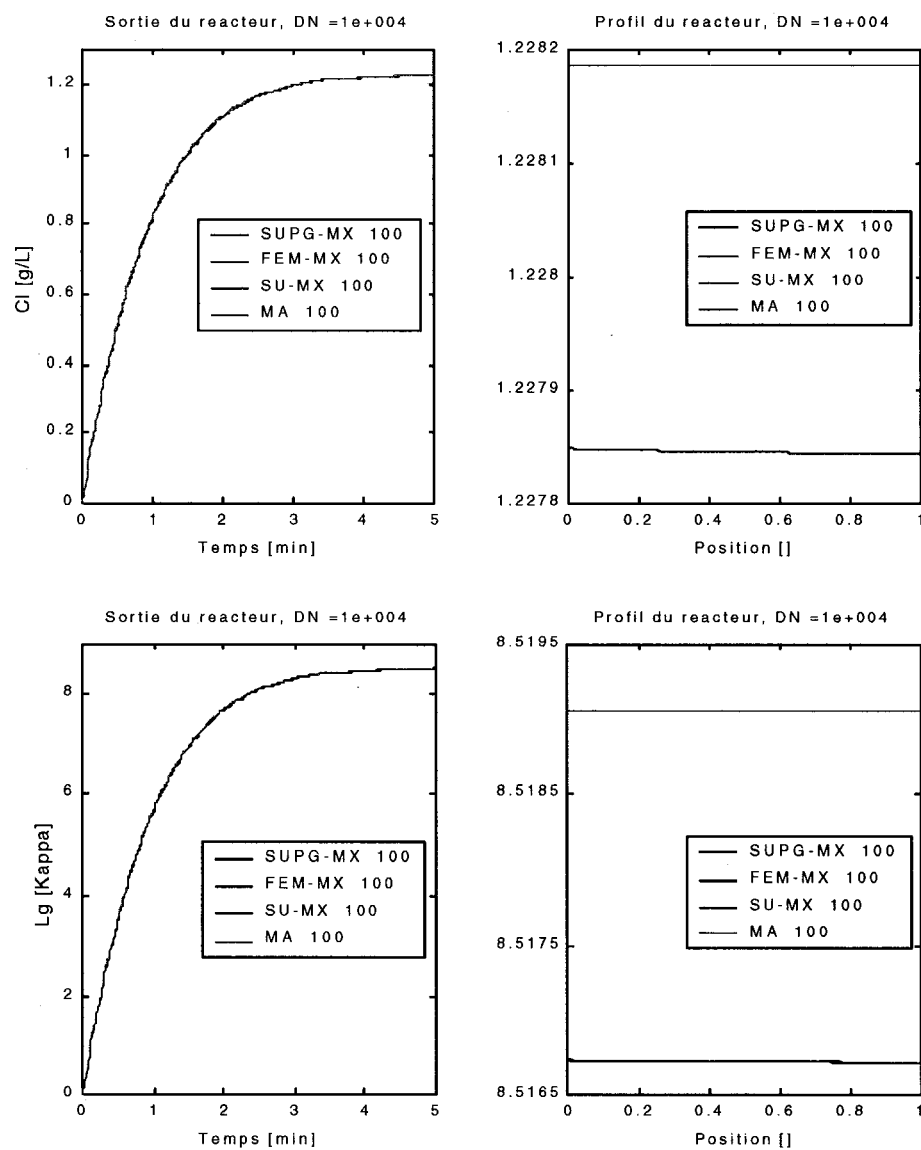 Sortie du reacteur, DN =1e+004
1.2
1
0.8
0.6
0.4
0.2
0
Cl [g/L]
SUPG-MX 100
FEM-MX 100
SU-MX 100
MA 100
0 1 2 3 4 5
Temps [min]
Profil du reacteur, DN =1e+004
1.2282
1.2281
1.228
1.2279
1.2278
SUPG-MX 100
FEM-MX 100
SU-MX 100
MA 100
0 0.2 0.4 0.6 0.8 1
Position []
Sortie du reacteur, DN =1e+004
8
6
4
2
0
Lg [Kappa]
SUPG-MX 100
FEM-MX 100
SU-MX 100
MA 100
0 1 2 3 4 5
Temps [min]
Profil du reacteur, DN =1e+004
8.5195
8.5185
8.5175
8.5165
SUPG-MX 100
FEM-MX 100
SU-MX 100
MA 100
0 0.2 0.4 0.6 0.8 1
Position []